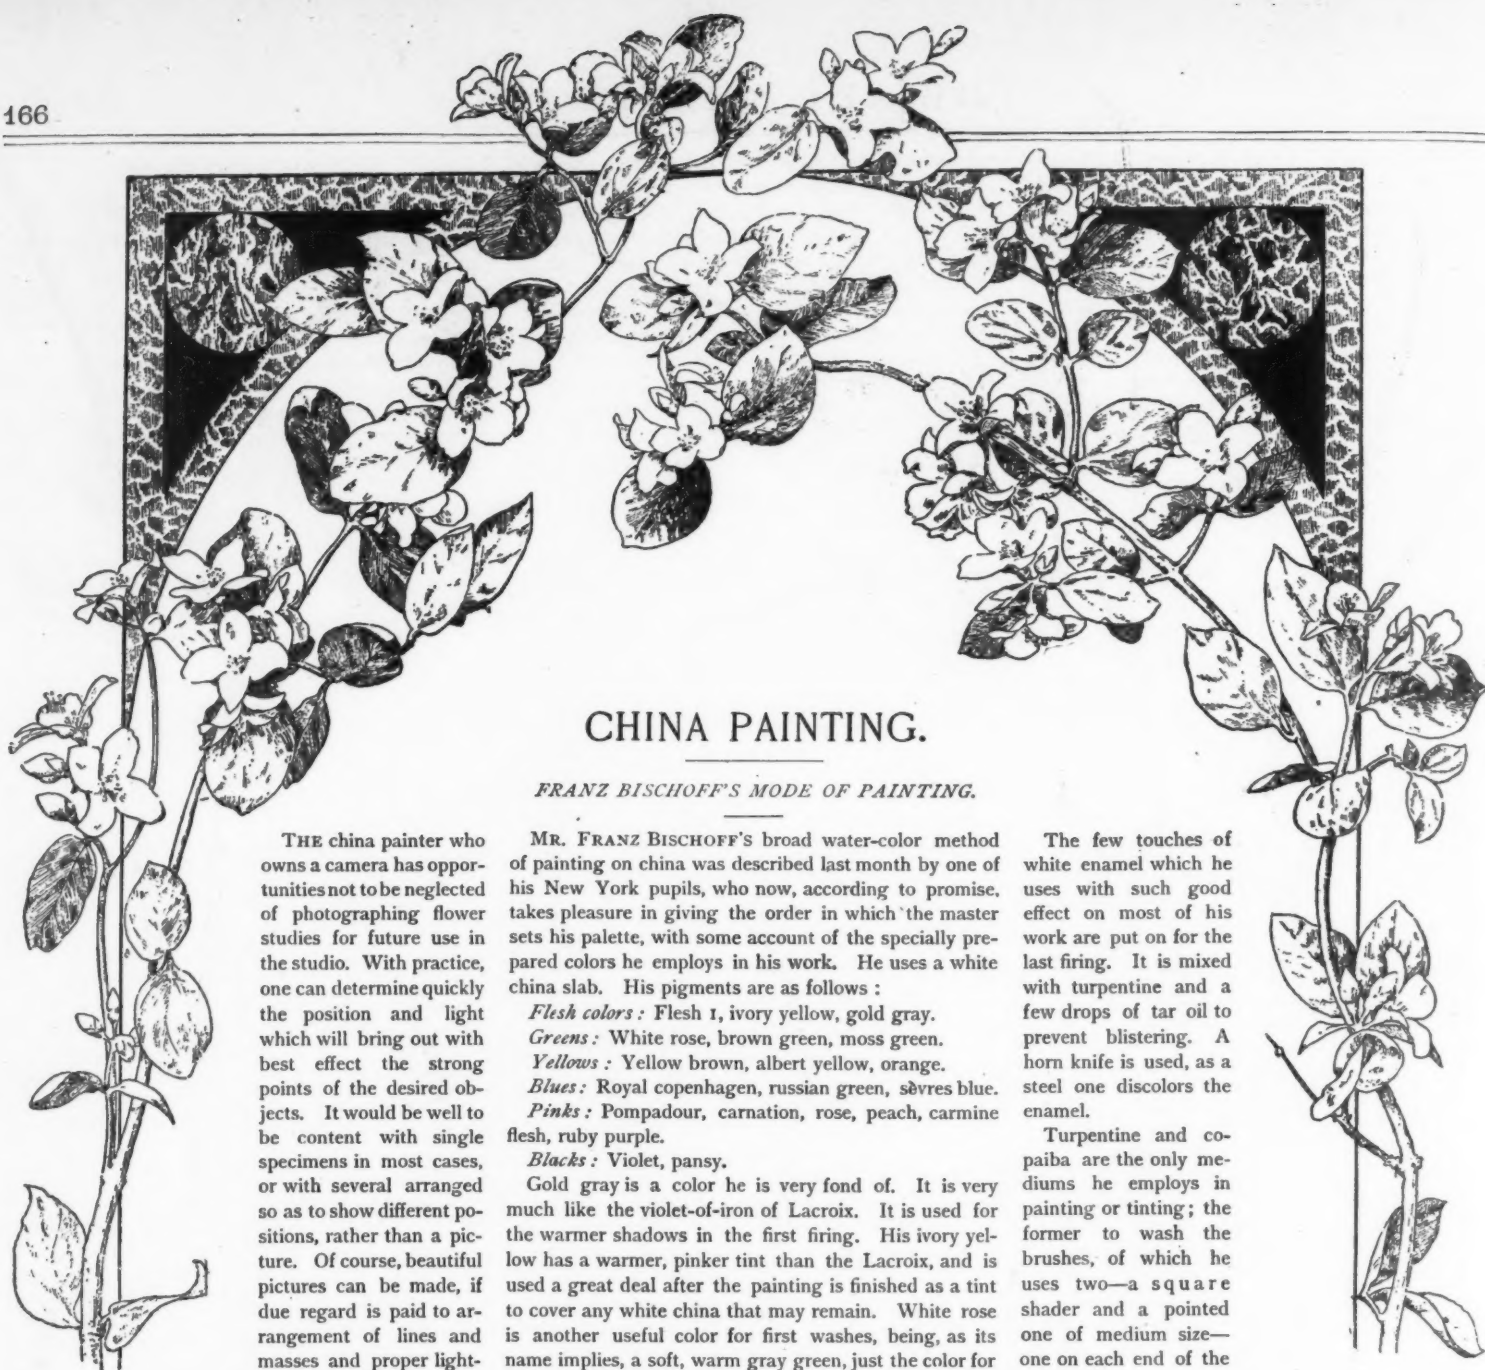 166
CHINA PAINTING.
FRANZ BISCHOFF'S MODE OF PAINTING.
THE china painter who
owns a camera has oppor-
tunities not to be neglected
of photographing flower
studies for future use in
the studio. With practice,
one can determine quickly
the position and light
which will bring out with
best effect the strong
points of the desired ob-
jects. It would be well to
be content with single
specimens in most cases,
or with several arranged
so as to show different po-
sitions, rather than a pic-
ture. Of course, beautiful
pictures can be made, if
due regard is paid to ar-
rangement of lines and
masses and proper light-
MR. FRANZ BISCHOFF'S broad water-color method
of painting on china was described last month by one of
his New York pupils, who now, according to promise,
takes pleasure in giving the order in which the master
sets his palette, with some account of the specially pre-
pared colors he employs in his work. He uses a white
china slab. His pigments are as follows :
Flesh colors : Flesh 1, ivory yellow, gold gray.
Greens : White rose, brown green, moss green.
Yellows : Yellow brown, albert yellow, orange.
Blues : Royal copenhagen, russian green, sèvres blue.
Pinks : Pompadour, carnation, rose, peach, carmine
flesh, ruby purple.
Blacks : Violet, pansy.
Gold gray is a color he is very fond of. It is very
much like the violet-of-iron of Lacroix. It is used for
the warmer shadows in the first firing. His ivory yel-
low has a warmer, pinker tint than the Lacroix, and is
used a great deal after the painting is finished as a tint
to cover any white china that may remain. White rose
is another useful color for first washes, being, as its
name implies, a soft, warm gray green, just the color for
The few touches of
white enamel which he
uses with such good
effect on most of his
work are put on for the
last firing. It is mixed
with turpentine and a
few drops of tar oil to
prevent blistering. A
horn knife is used, as a
steel one discolors the
enamel.
Turpentine and co-
paiba are the only me-
diums he employs in
painting or tinting; the
former to wash the
brushes, of which he
uses two—a square
shader and a pointed
one of medium size—
one on each end of the